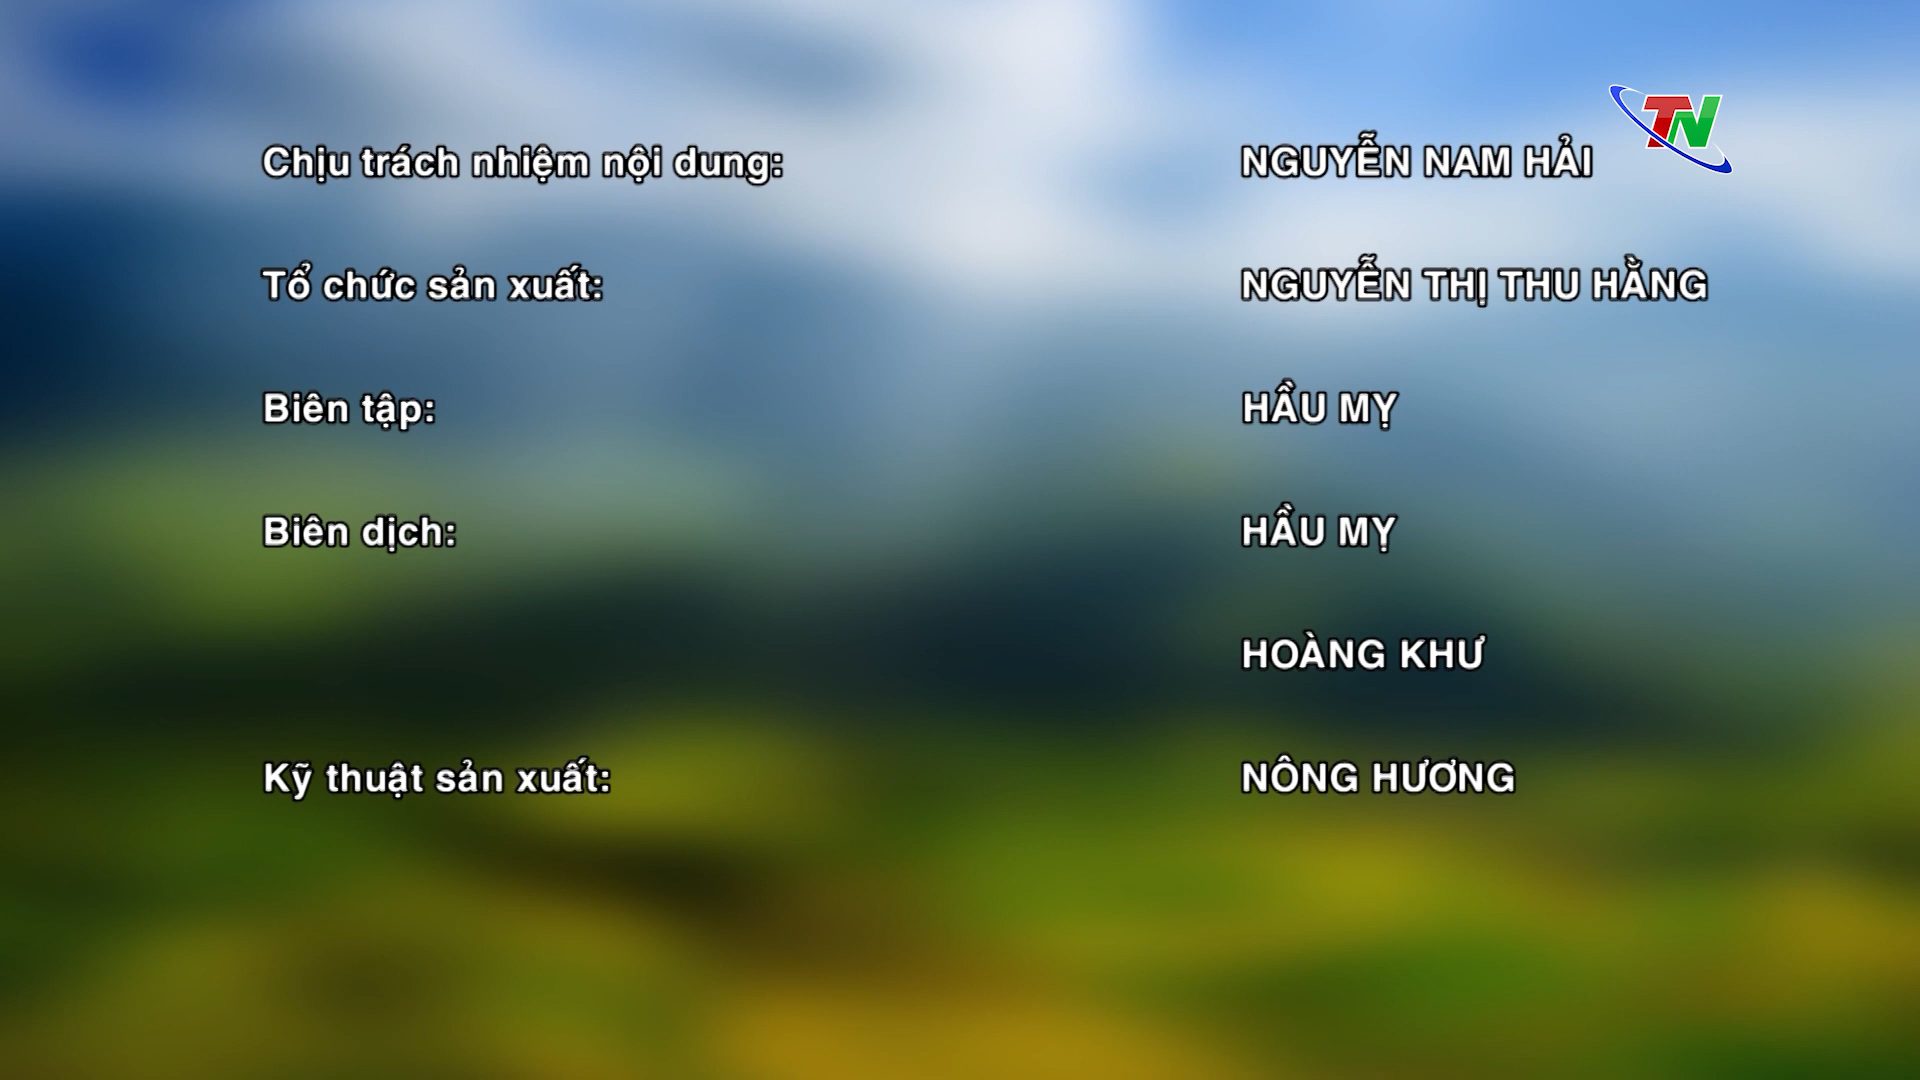 TN
Chịu trách nhiệm nội dung: NGUYỄN NAM HẢI
Tổ chức sản xuất: NGUYỄN THỊ THU HẰNG
Biên tập: HẦU MỴ
Biên dịch: HẦU MỴ
HOÀNG KHƯ
Kỹ thuật sản xuất: NÔNG HƯƠNG